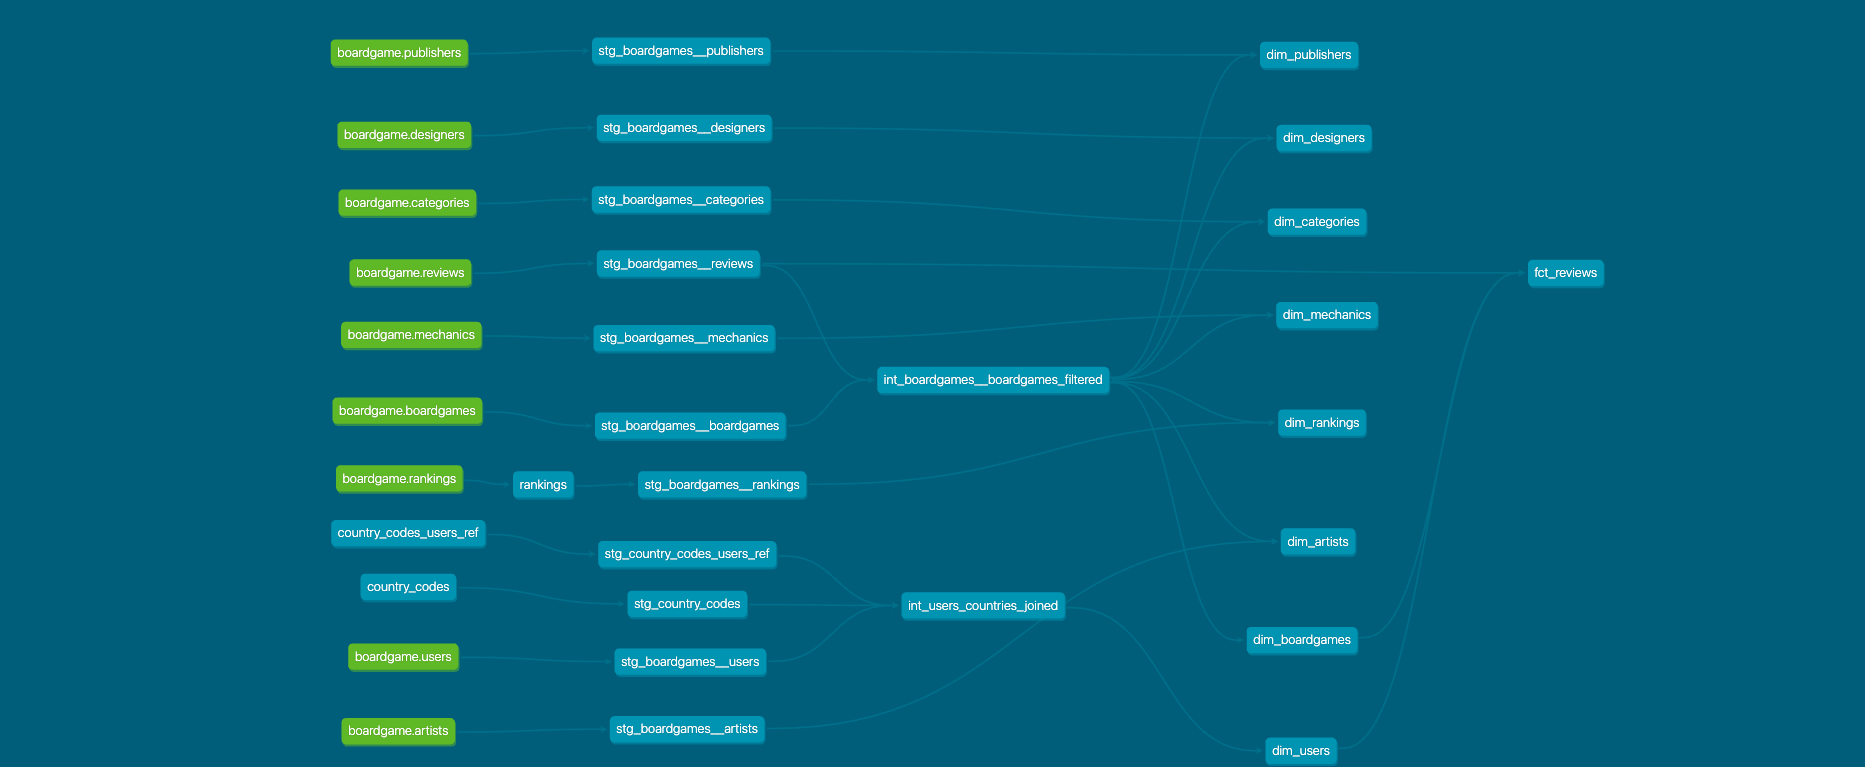 boardgame.publishers
stg_boardgames__publishers
dim_publishers
boardgame.designers
stg_boardgames__designers
dim_designers
boardgame.categories
stg_boardgames__categories
dim_categories
boardgame.reviews
stg_boardgames__reviews
fct_reviews
boardgame.mechanics
stg_boardgames__mechanics
dim_mechanics
int_boardgames__boardgames_filtered
boardgame.boardgames
stg_boardgames__boardgames
dim_rankings
boardgame.rankings
rankings
stg_boardgames__rankings
country_codes_users_ref
stg_country_codes_users_ref
dim_artists
country_codes
stg_country_codes
int_users_countries_joined
dim_boardgames
boardgame.users
stg_boardgames__users
boardgame.artists
stg_boardgames__artists
dim_users